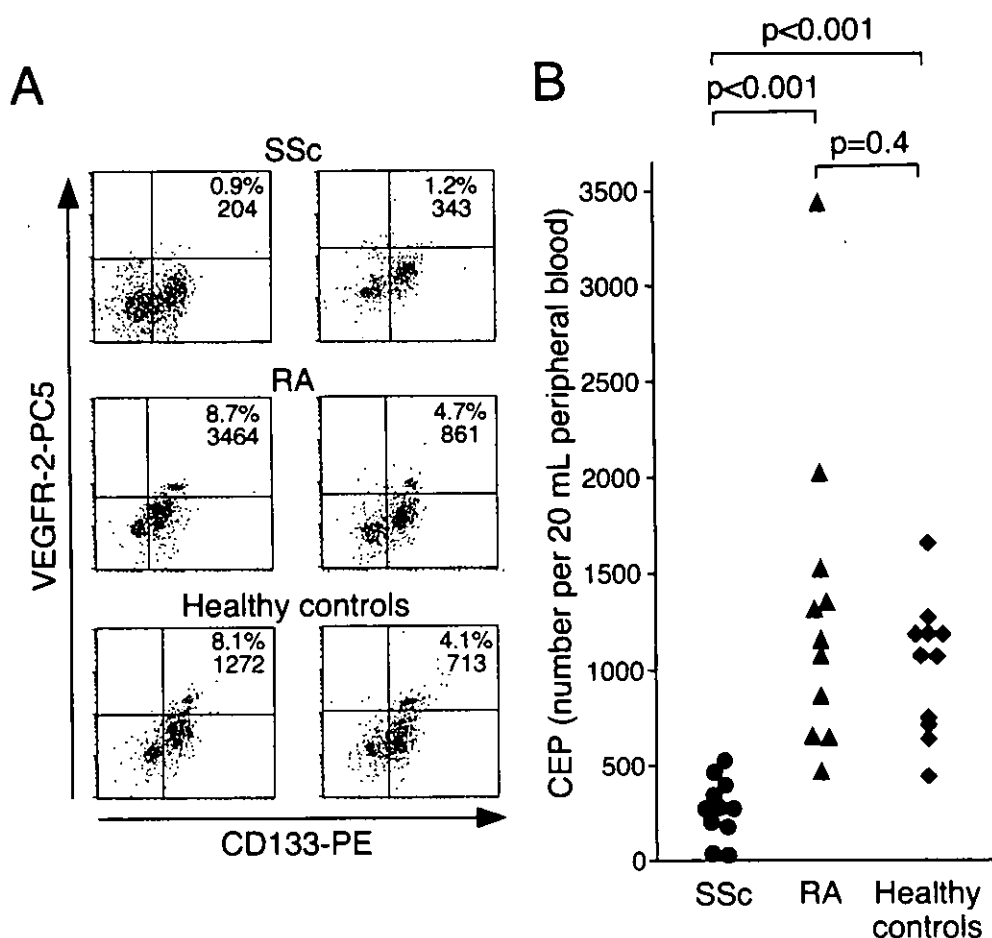 A
SSc
0.9%
204
1.2%
343
RA
8.7%
3464
4.7%
861
Healthy controls
8.1%
1272
4.1%
713
VEGFR-2-PC5
CD133-PE
B
p<0.001
p<0.001
p=0.4
CEP (number per 20 mL peripheral blood)
3500
3000
2500
2000
1500
1000
500
0
SSc
RA
Healthy
controls